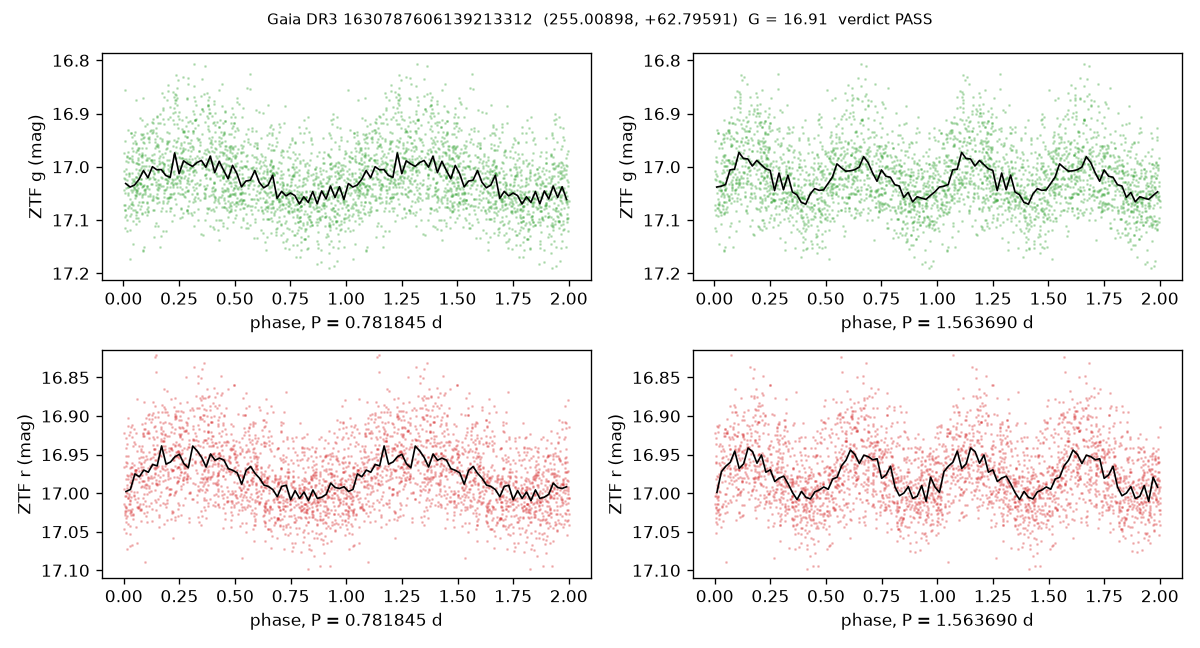 Gaia DR3 1630787606139213312 (255.00898, +62.79591) G = 16.91 verdict PASS
16.8
16.9
17.0
17.1
17.2
ZTF g (mag)
0.00 0.25 0.50 0.75 1.00 1.25 1.50 1.75 2.00
phase, P = 0.781845 d
16.8
16.9
17.0
17.1
17.2
ZTF g (mag)
0.00 0.25 0.50 0.75 1.00 1.25 1.50 1.75 2.00
phase, P = 1.563690 d
16.85
16.90
16.95
17.00
17.05
17.10
ZTF r (mag)
0.00 0.25 0.50 0.75 1.00 1.25 1.50 1.75 2.00
phase, P = 0.781845 d
16.85
16.90
16.95
17.00
17.05
17.10
ZTF r (mag)
0.00 0.25 0.50 0.75 1.00 1.25 1.50 1.75 2.00
phase, P = 1.563690 d